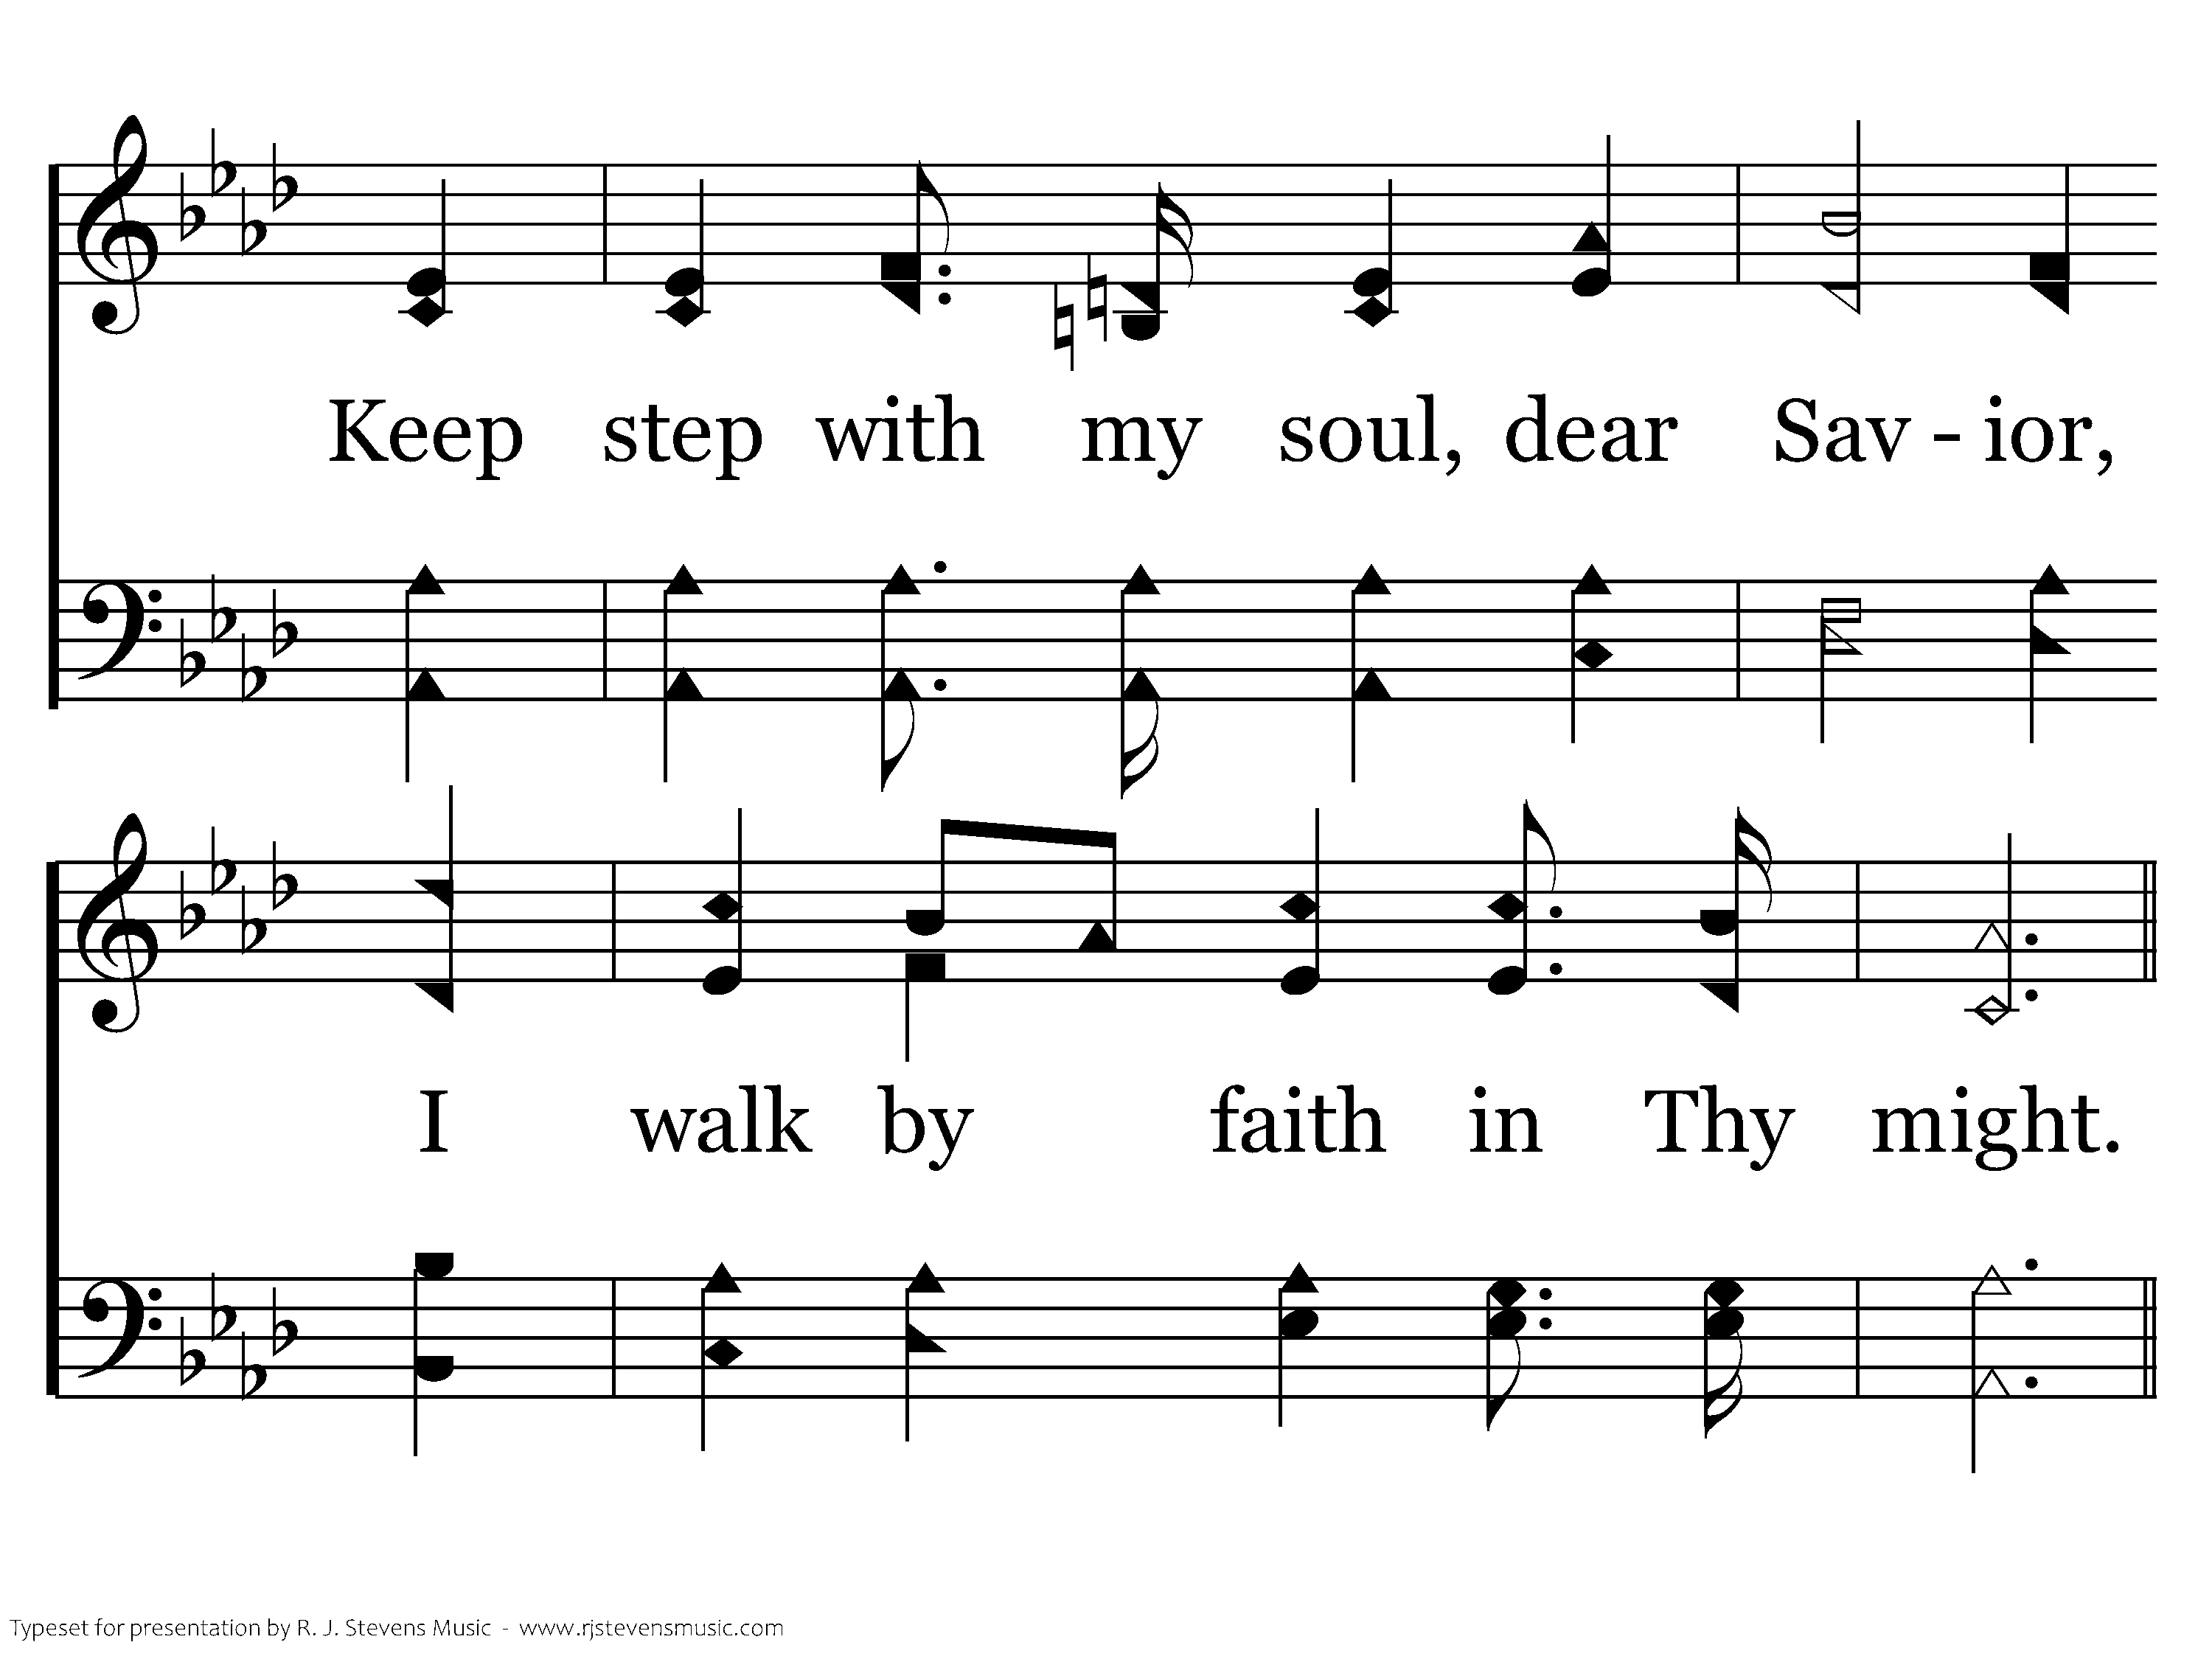 Keep step with my soul, dear Sav - ior,
I walk by faith in Thy might.
Typeset for presentation by R. J. Stevens Music - www.rjstevensmusic.com